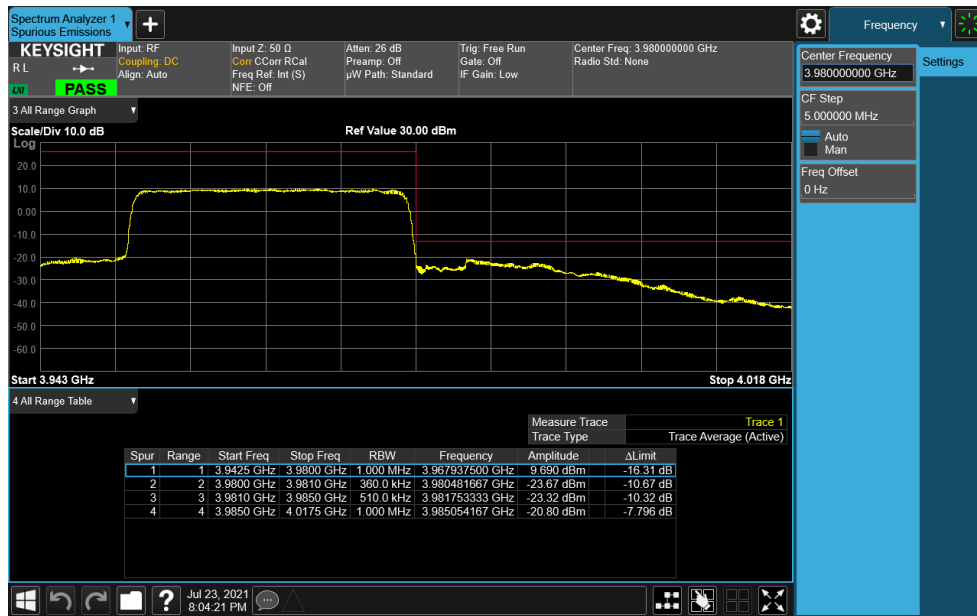 Spectrum Analyzer 1
Spurious Emissions
Frequency
KEYSIGHT
R L
LXI
PASS
Input: RF
Coupling: DC
Align: Auto
Input Z: 50 Ω
Corr CCorr RCal
Freq Ref: Int (S)
NFE: Off
Atten: 26 dB
Preamp: Off
µW Path: Standard
Trig: Free Run
Gate: Off
IF Gain: Low
Center Freq: 3.980000000 GHz
Radio Std: None
Center Frequency
3.980000000 GHz
Settings
CF Step
5.000000 MHz
Auto
Man
Freq Offset
0 Hz
3 All Range Graph
Scale/Div 10.0 dB
Ref Value 30.00 dBm
Log
20.0
10.0
0.00
-10.0
-20.0
-30.0
-40.0
-50.0
-60.0
Start 3.943 GHz
Stop 4.018 GHz
4 All Range Table
Measure Trace Trace 1
Trace Type Trace Average (Active)
Spur Range Start Freq Stop Freq RBW Frequency Amplitude ΔLimit
1 1 3.9425 GHz 3.9800 GHz 1.000 MHz 3.967937500 GHz 9.690 dBm -16.31 dB
2 2 3.9800 GHz 3.9810 GHz 360.0 kHz 3.980481667 GHz -23.67 dBm -10.67 dB
3 3 3.9810 GHz 3.9850 GHz 510.0 kHz 3.981753333 GHz -23.32 dBm -10.32 dB
4 4 3.9850 GHz 4.0175 GHz 1.000 MHz 3.985054167 GHz -20.80 dBm -7.796 dB
Jul 23, 2021
8:04:21 PM